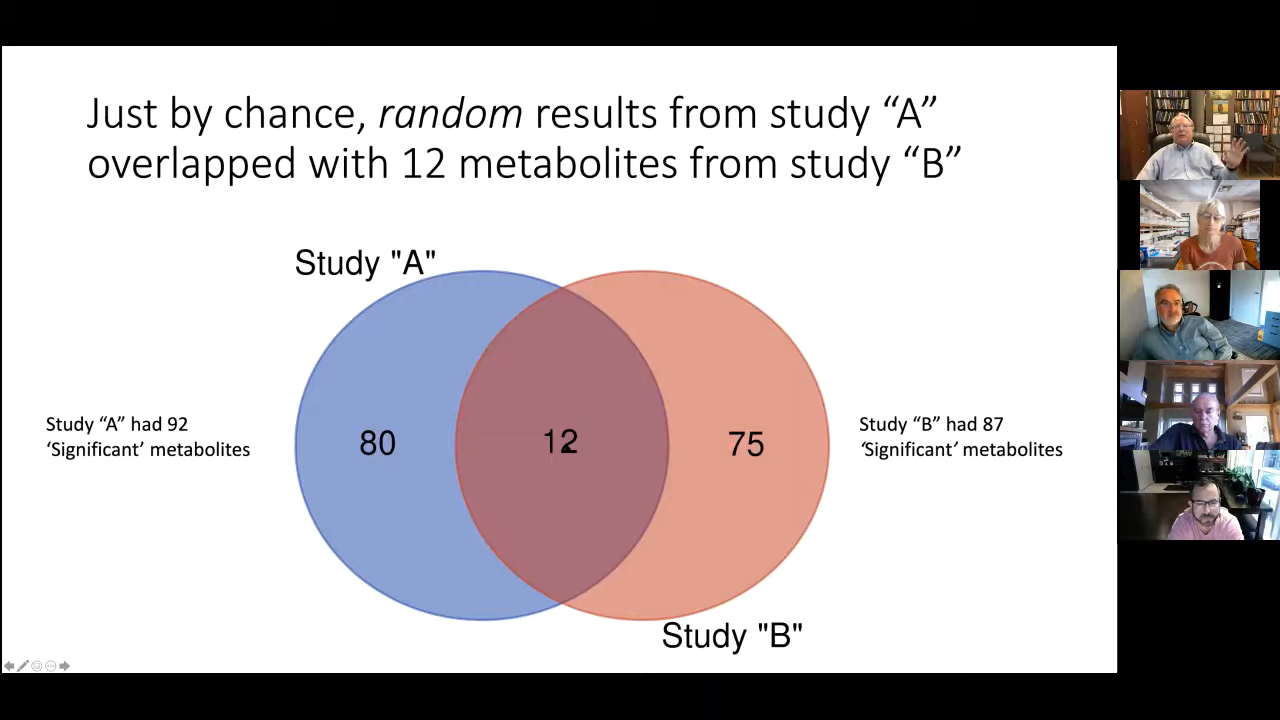 Just by chance, random results from study “A”
overlapped with 12 metabolites from study “B”
Study "A"
Study “A” had 92
‘Significant’ metabolites
80
12
75
Study “B” had 87
‘Significant’ metabolites
Study "B"